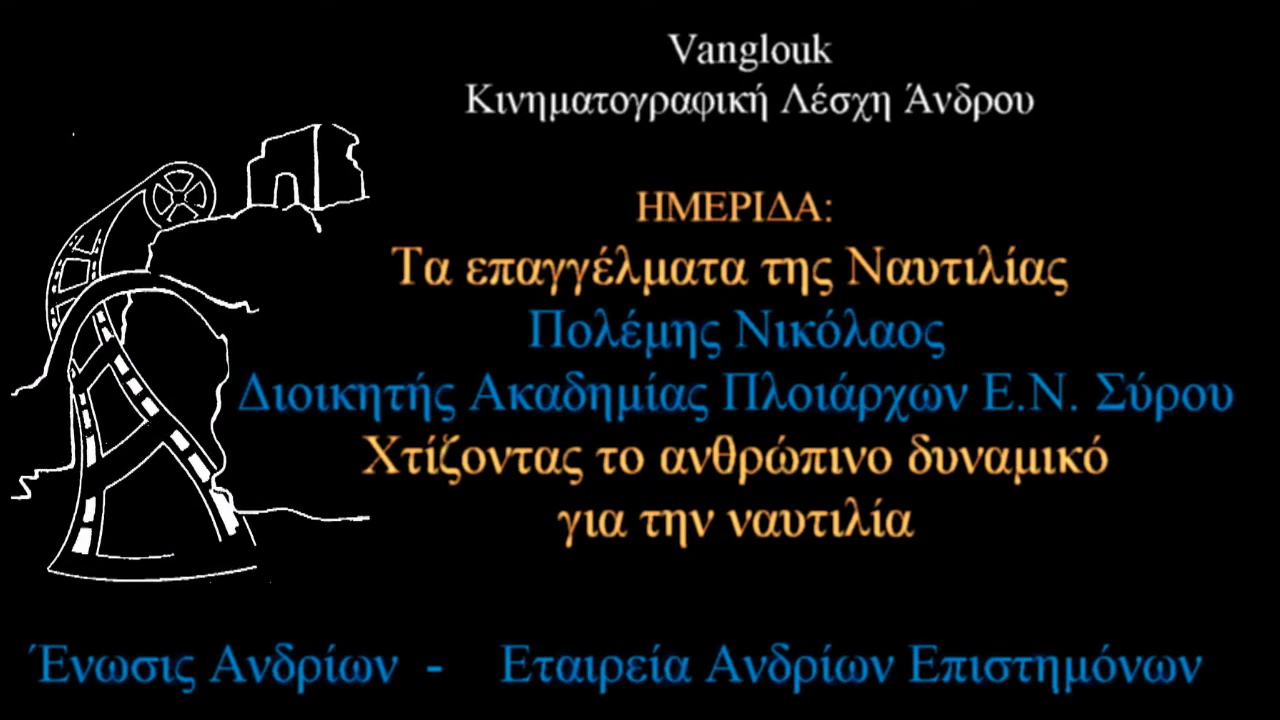 Vanglouk
Κινηματογραφική Λέσχη Άνδρου
ΗΜΕΡΙΔΑ:
Τα επαγγέλματα της Ναυτιλίας
Πολέμης Νικόλαος
Διοικητής Ακαδημίας Πλοιάρχων Ε.Ν. Σύρου
Χτίζοντας το ανθρώπινο δυναμικό
για την ναυτιλία
Ένωσις Ανδρίων - Εταιρεία Ανδρίων Επιστημόνων